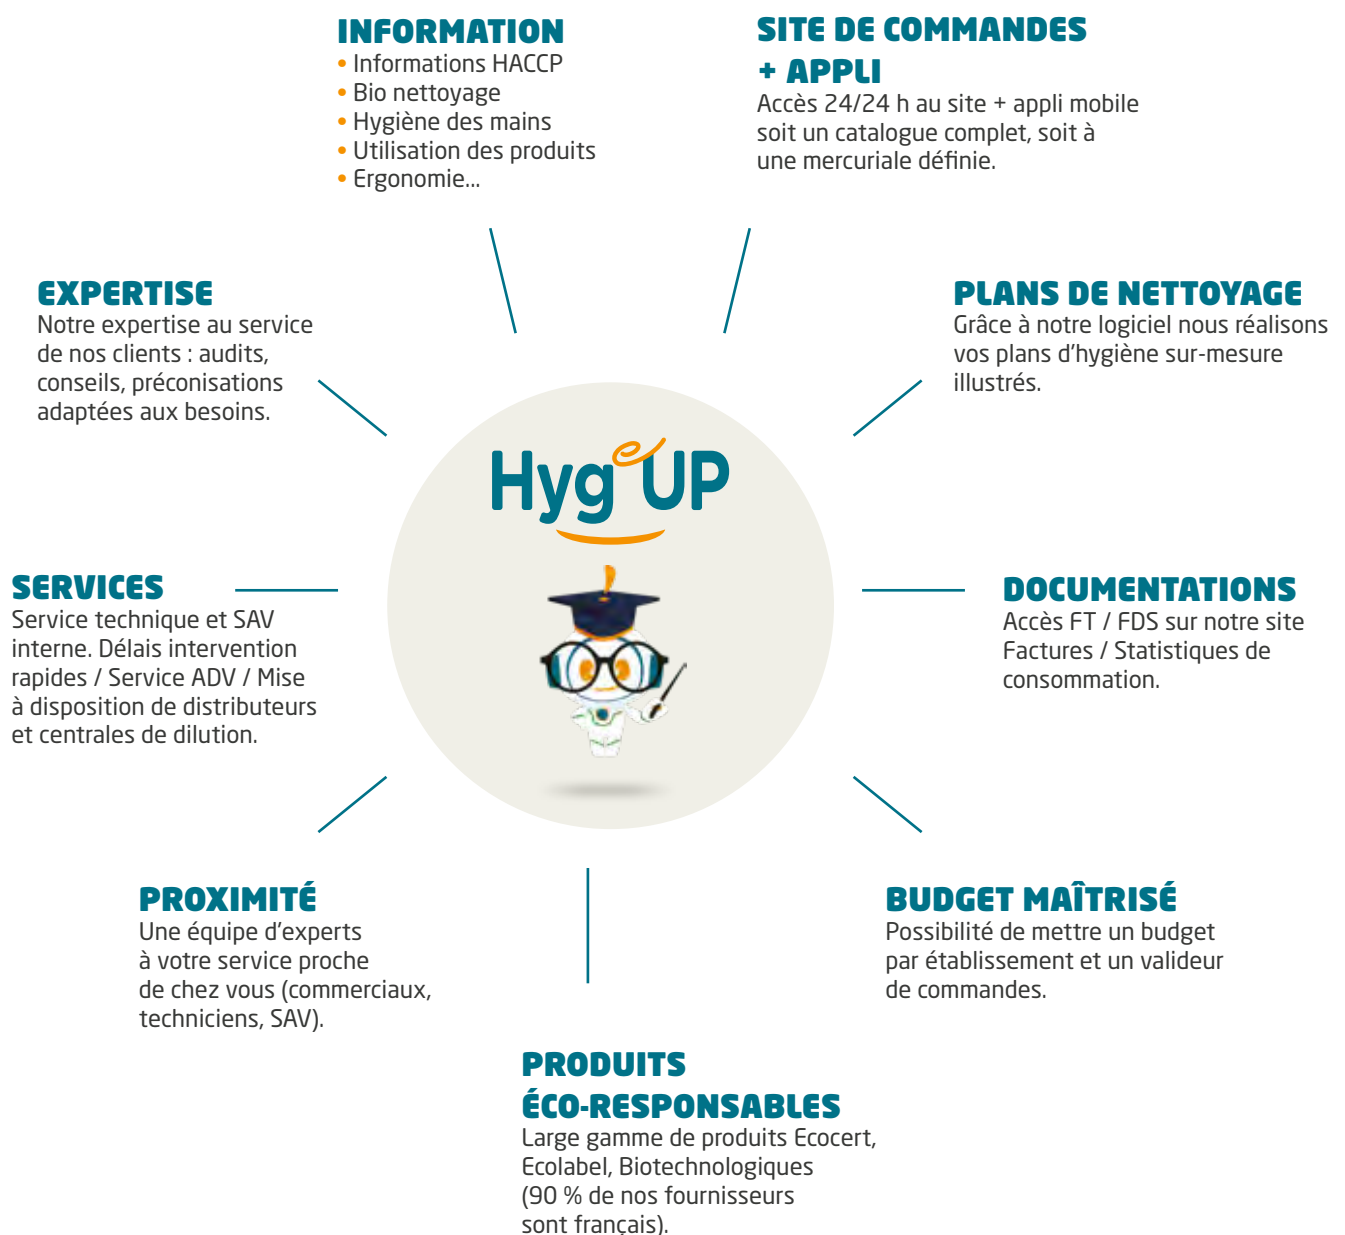 INFORMATION
• Informations HACCP
• Bio nettoyage
• Hygiène des mains
• Utilisation des produits
• Ergonomie...
SITE DE COMMANDES
+ APPLI
Accès 24/24 h au site + appli mobile
soit un catalogue complet, soit à
une mercuriale définie.
EXPERTISE
Notre expertise au service
de nos clients : audits,
conseils, préconisations
adaptées aux besoins.
PLANS DE NETTOYAGE
Grâce à notre logiciel nous réalisons
vos plans d'hygiène sur-mesure
illustrés.
Hyg e UP
SERVICES
Service technique et SAV
interne. Délais intervention
rapides / Service ADV / Mise
à disposition de distributeurs
et centrales de dilution.
DOCUMENTATIONS
Accès FT / FDS sur notre site
Factures / Statistiques de
consommation.
PROXIMITÉ
Une équipe d'experts
à votre service proche
de chez vous (commerciaux,
techniciens, SAV).
BUDGET MAÎTRISÉ
Possibilité de mettre un budget
par établissement et un valideur
de commandes.
PRODUITS
ÉCO-RESPONSABLES
Large gamme de produits Ecocert,
Ecolabel, Biotechnologiques
(90 % de nos fournisseurs
sont français).